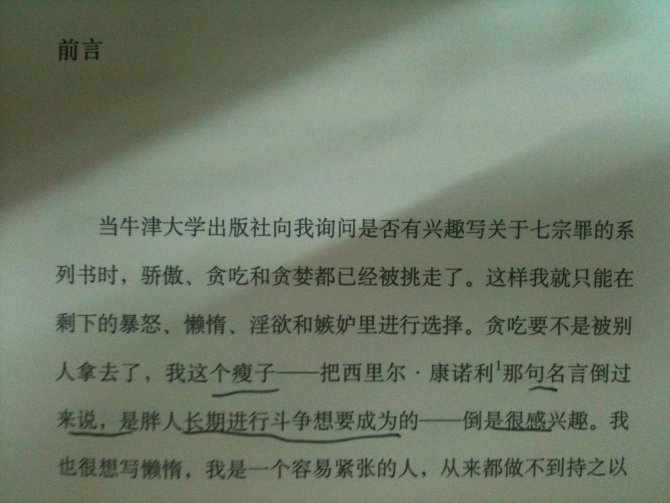 前言
当牛津大学出版社向我询问是否有兴趣写关于七宗罪的系
列书时，骄傲、贪吃和贪婪都已经被挑走了。这样我就只能在
剩下的暴怒、懒惰、淫欲和嫉妒里进行选择。贪吃要不是被别
人拿去了，我这个瘦子——把西里尔·康诺利1那句名言倒过
来说，是胖人长期进行斗争想要成为的——倒是很感兴趣。我
也很想写懒惰，我是一个容易紧张的人，从来都做不到持之以